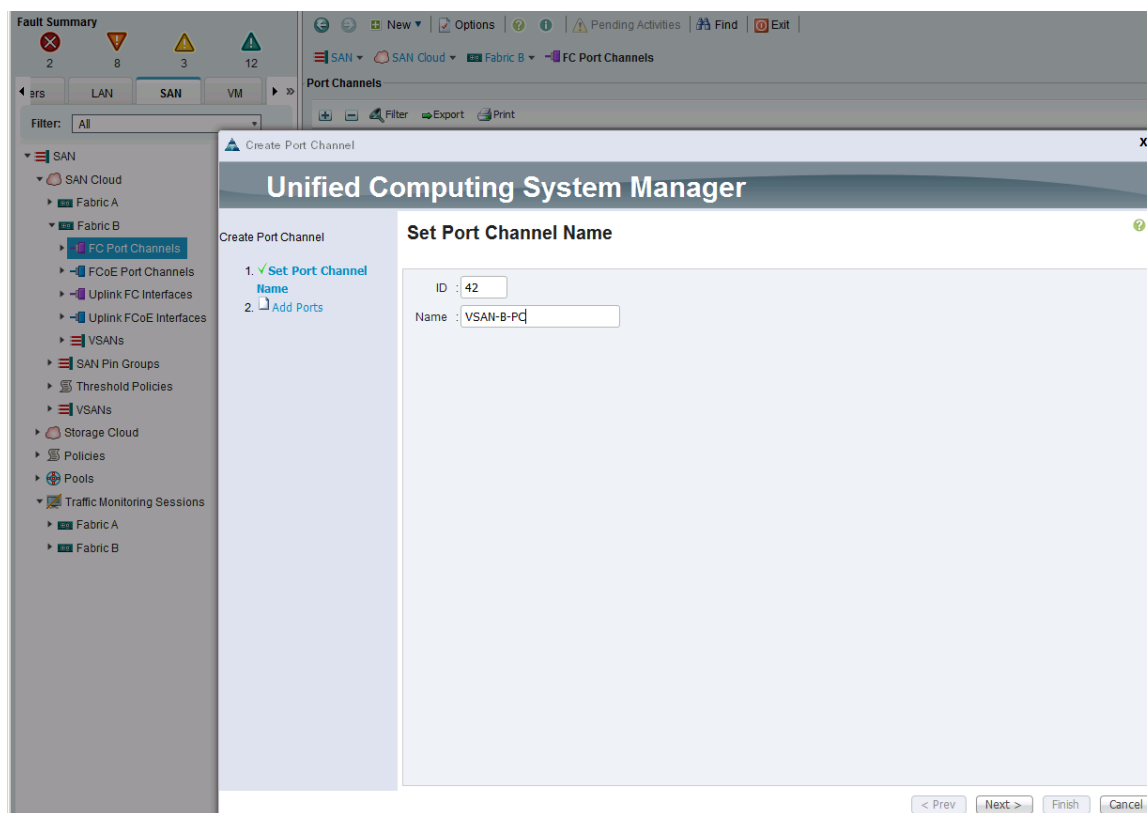 Fault Summary
2 8 3 12
New Options Pending Activities Find Exit
SAN SAN Cloud Fabric B FC Port Channels
ers LAN SAN VM
Port Channels
Filter: All
Filter Export Print
SAN
SAN Cloud
Fabric A
Fabric B
FC Port Channels
FCoE Port Channels
Uplink FC Interfaces
Uplink FCoE Interfaces
VSANs
SAN Pin Groups
Threshold Policies
VSANs
Storage Cloud
Policies
Pools
Traffic Monitoring Sessions
Fabric A
Fabric B
Create Port Channel
X
Unified Computing System Manager
Create Port Channel
1. Set Port Channel
Name
2. Add Ports
Set Port Channel Name
ID : 42
Name : VSAN-B-PC
< Prev Next > Finish Cancel